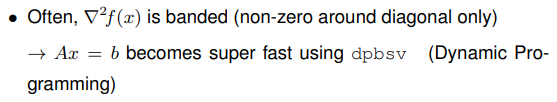 • Often, ∇²f(x) is banded (non-zero around diagonal only)
→ Ax = b becomes super fast using dpbsv (Dynamic Pro-
gramming)